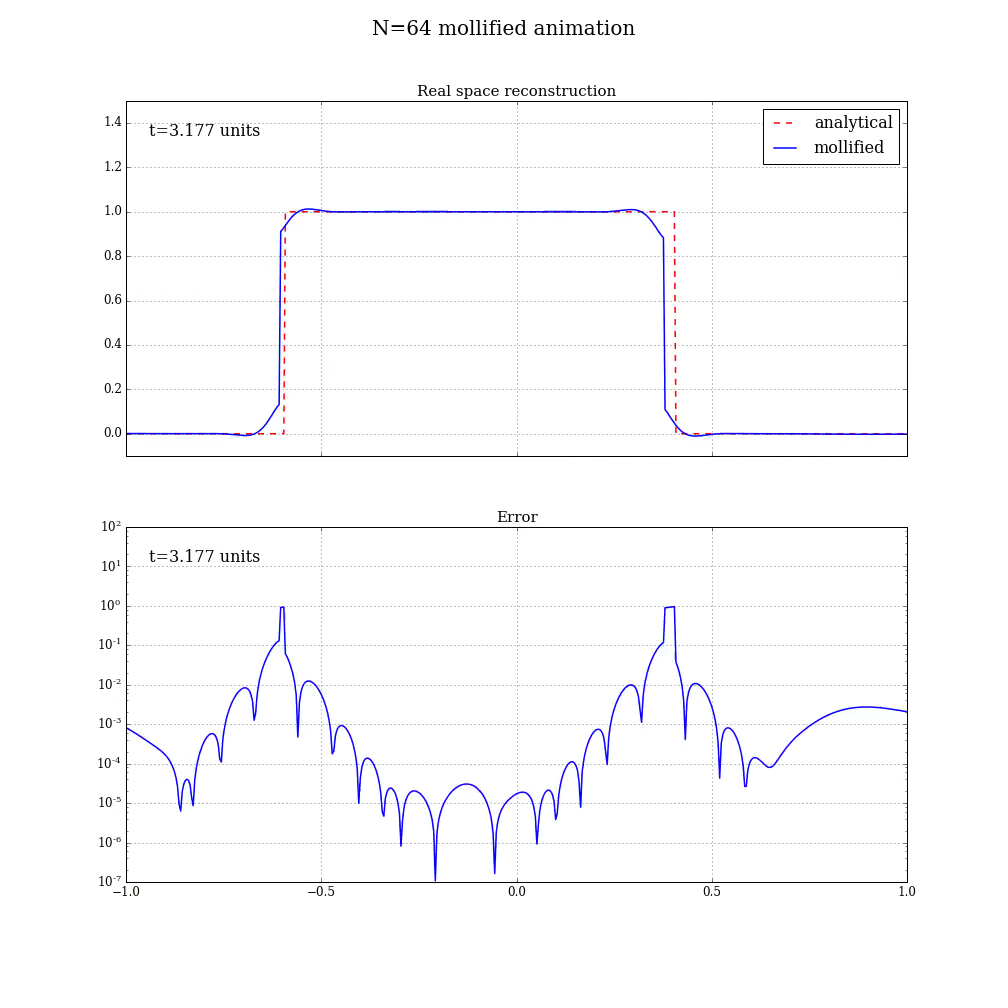 N=64 mollified animation
Real space reconstruction
t=3.177 units
analytical
mollified
1.4
1.2
1.0
0.8
0.6
0.4
0.2
0.0
Error
t=3.177 units
10²
10¹
10⁰
10⁻¹
10⁻²
10⁻³
10⁻⁴
10⁻⁵
10⁻⁶
10⁻⁷
−1.0 −0.5 0.0 0.5 1.0